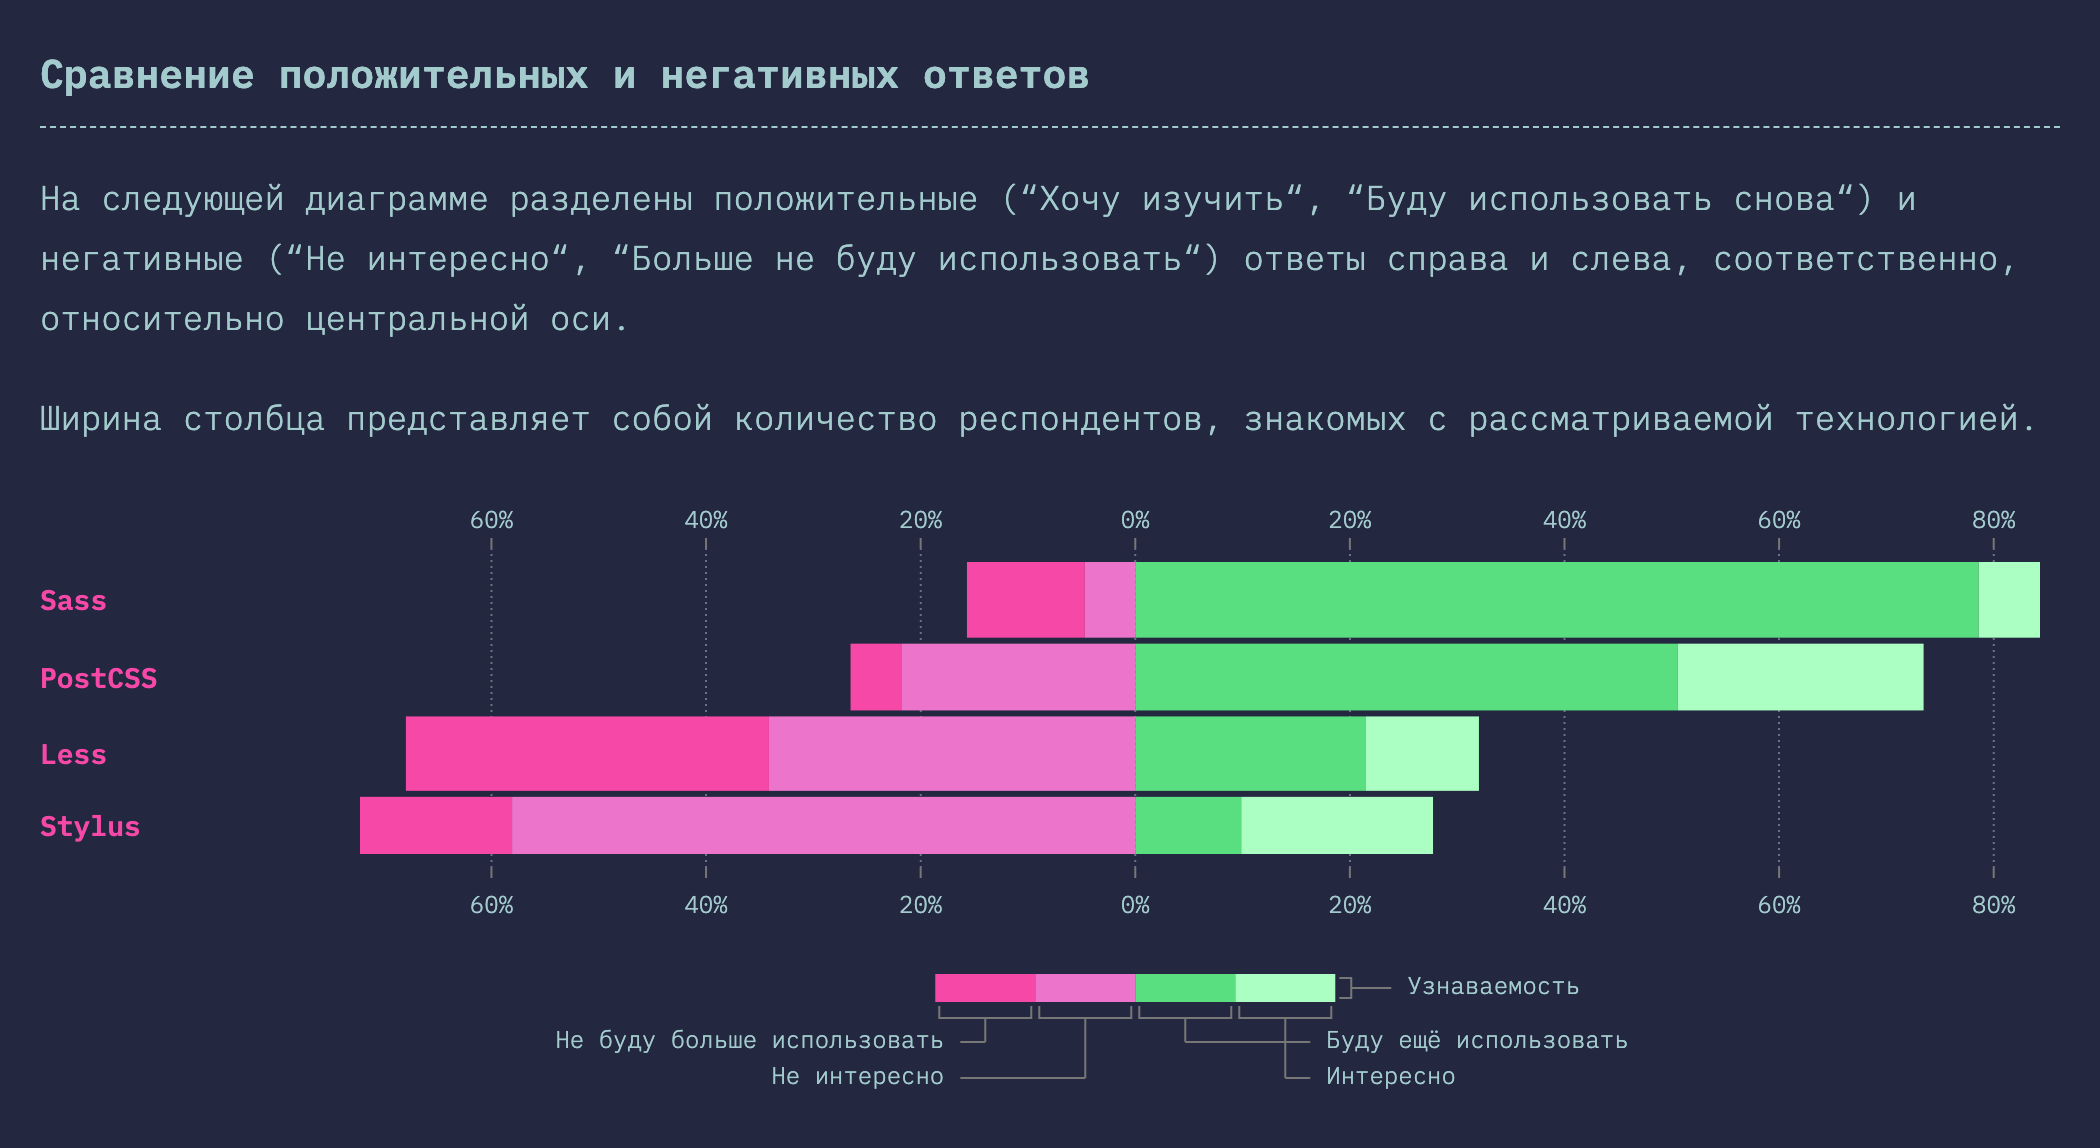 Сравнение положительных и негативных ответов
На следующей диаграмме разделены положительные (“Хочу изучить“, “Буду использовать снова“) и
негативные (“Не интересно“, “Больше не буду использовать“) ответы справа и слева, соответственно,
относительно центральной оси.
Ширина столбца представляет собой количество респондентов, знакомых с рассматриваемой технологией.
60% 40% 20% 0% 20% 40% 60% 80%
Sass
PostCSS
Less
Stylus
60% 40% 20% 0% 20% 40% 60% 80%
Узнаваемость
Не буду больше использовать Буду ещё использовать
Не интересно Интересно